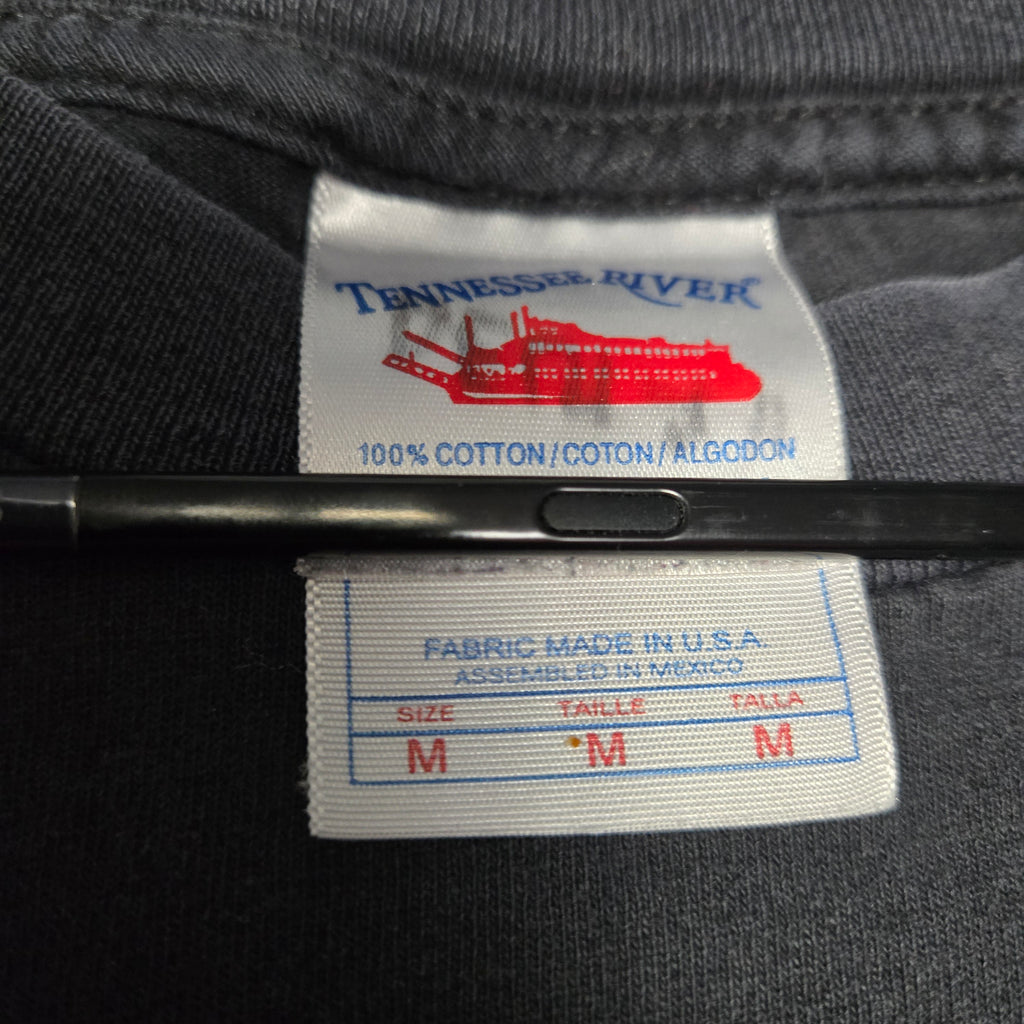 TENNESSEE RIVER
100% COTTON/COTON/ALGODON
FABRIC MADE IN U.S.A.
ASSEMBLED IN MEXICO
SIZE TAILLE TALLA
M M M